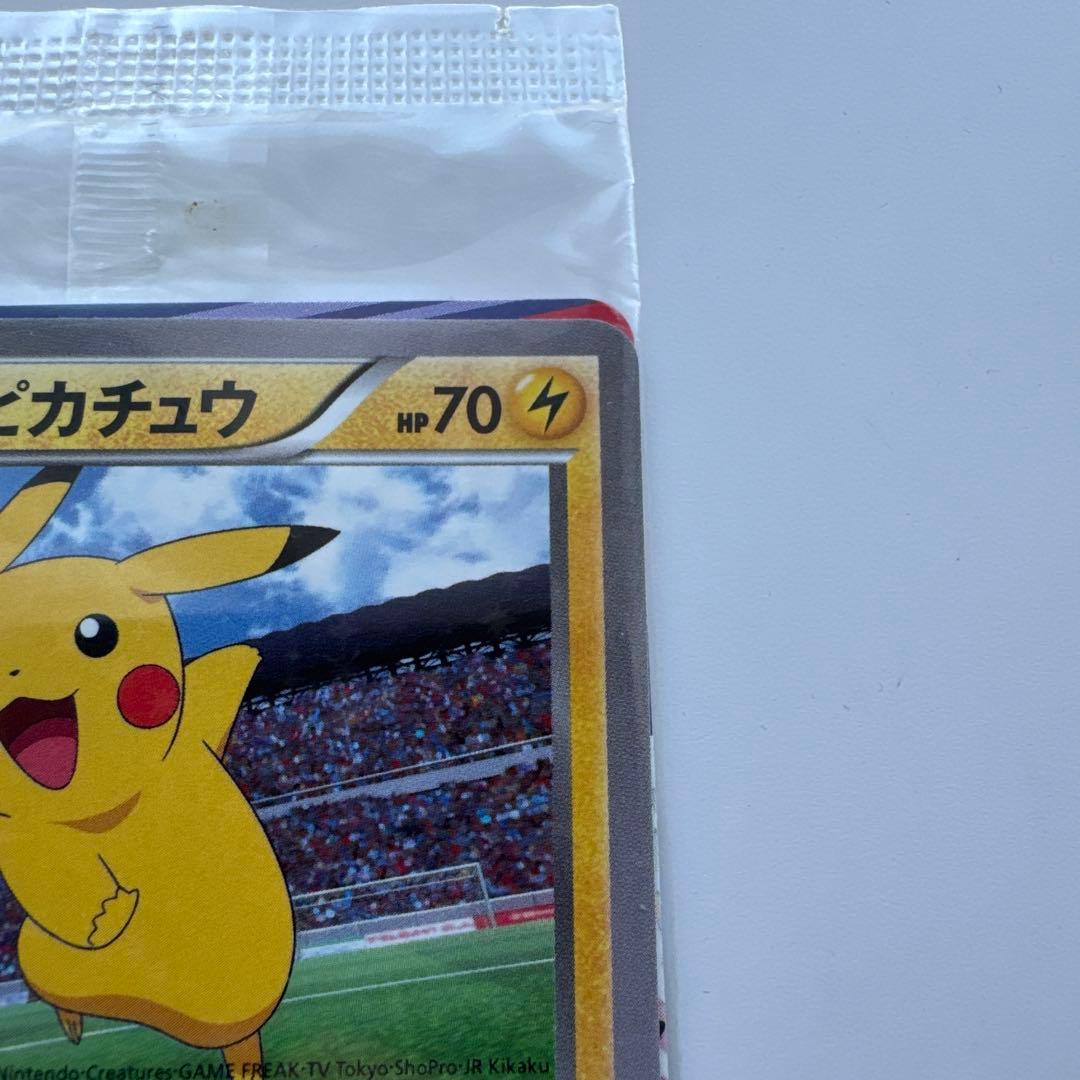 ピカチュウ HP70
Nintendo·Creatures·GAME FREAK·TV Tokyo·ShoPro·JR Kikaku